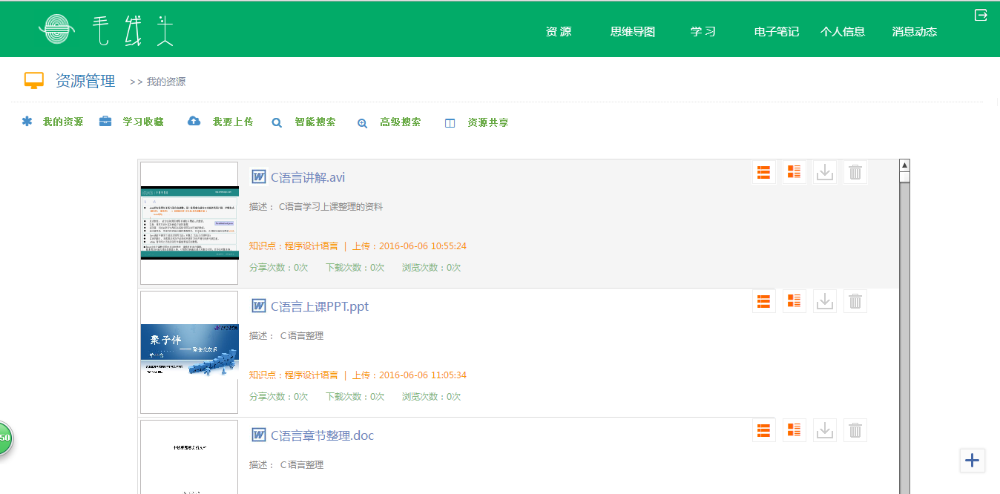 毛线头
资源 思维导图 学习 电子笔记 个人信息 消息动态
资源管理 >> 我的资源
我的资源 学习收藏 我要上传 智能搜索 高级搜索 资源共享
C语言讲解.avi
描述： C语言学习上课整理的资料
知识点：程序设计语言 | 上传：2016-06-06 10:55:24
分享次数：0次 下载次数：0次 浏览次数：0次
C语言上课PPT.ppt
描述： C语言整理
知识点：程序设计语言 | 上传：2016-06-06 11:05:34
分享次数：0次 下载次数：0次 浏览次数：0次
50
C语言章节整理.doc
描述： C语言整理